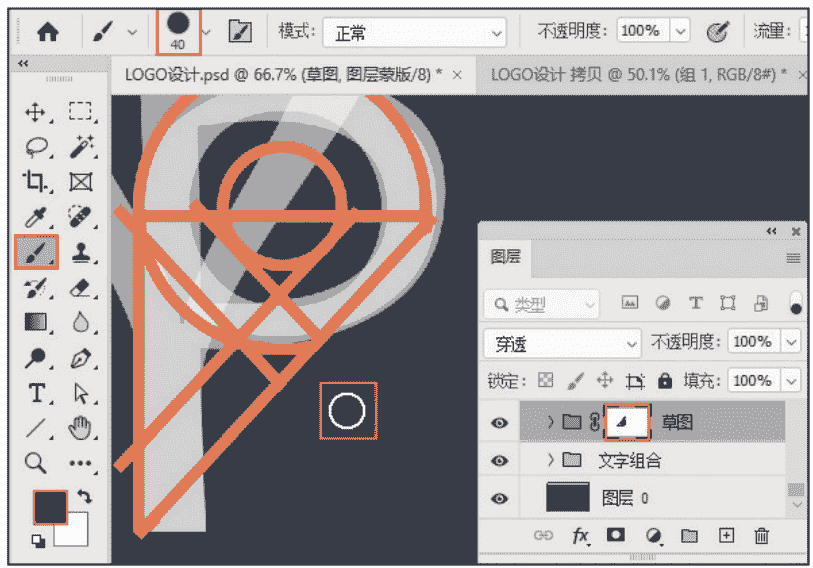 40
模式: 正常
不透明度: 100%
流量:
LOGO设计.psd @ 66.7% (草图, 图层蒙版/8) * ×
LOGO设计 拷贝 @ 50.1% (组 1, RGB/8#) * ×
图层
类型
穿透
不透明度: 100%
锁定:
填充: 100%
草图
文字组合
图层 0
fx